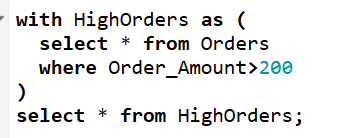 with HighOrders as (
  select * from Orders
  where Order_Amount>200
)
select * from HighOrders;